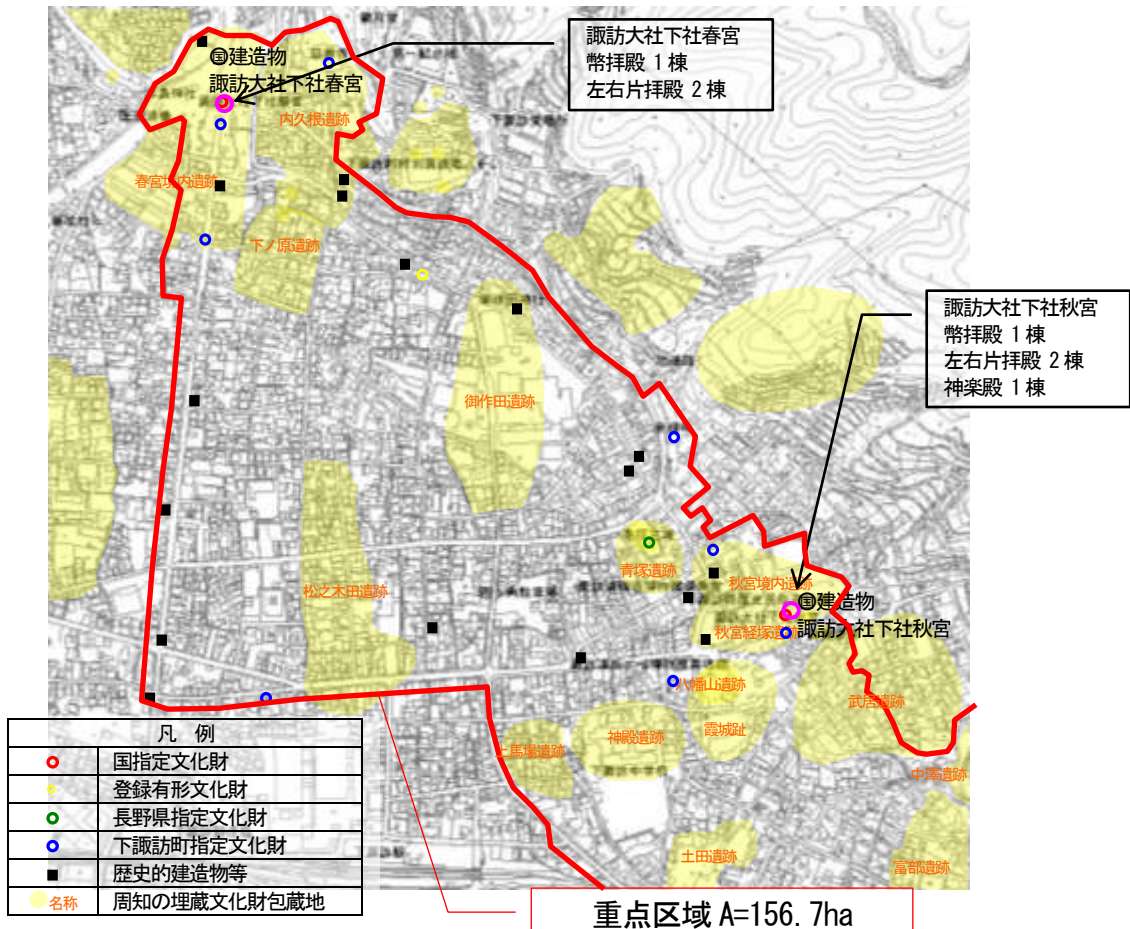 諏訪大社下社春宮
幣拝殿 1 棟
左右片拝殿 2 棟
国建造物
諏訪大社下社春宮
内久根遺跡
春宮境内遺跡
下ノ原遺跡
諏訪大社下社秋宮
幣拝殿 1 棟
左右片拝殿 2 棟
神楽殿 1 棟
御作田遺跡
青塚遺跡
松之木田遺跡
秋宮境内遺跡
国建造物
諏訪大社下社秋宮
秋宮経塚遺跡
八幡山遺跡
武居遺跡
霞城趾
神殿遺跡
上馬場遺跡
中澤遺跡
土田遺跡
富部遺跡
凡 例
国指定文化財
登録有形文化財
長野県指定文化財
下諏訪町指定文化財
歴史的建造物等
名称 周知の埋蔵文化財包蔵地
重点区域 A=156.7ha